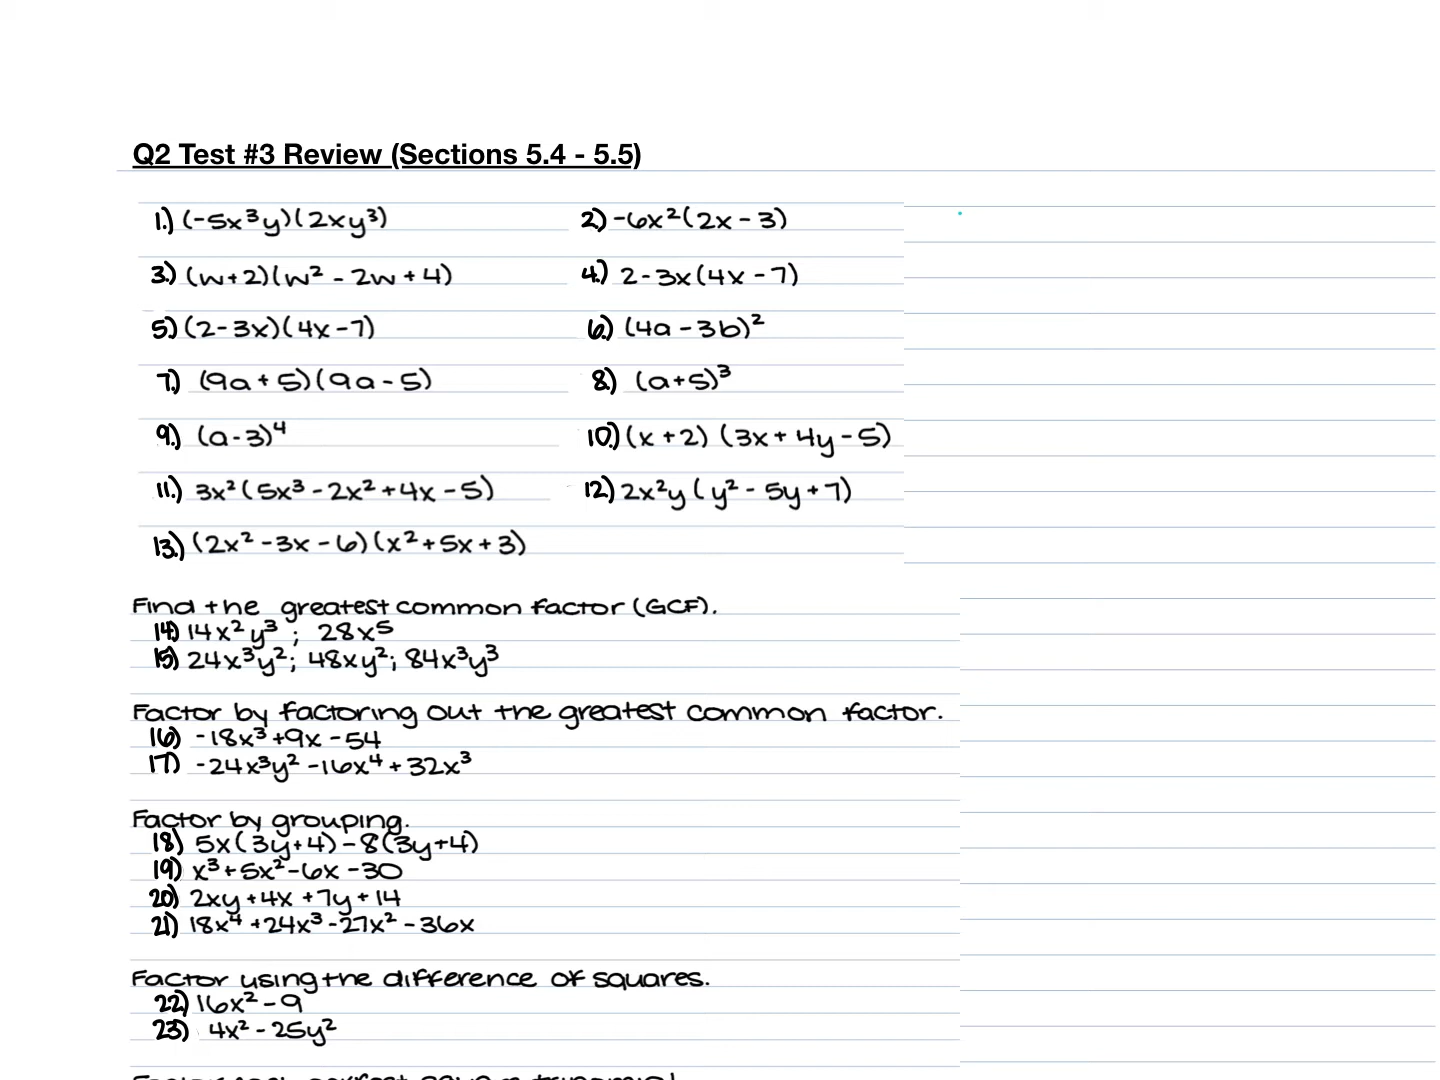 Q2 Test #3 Review (Sections 5.4 - 5.5)
1.) (-5x³y)(2xy³) 2.) -6x²(2x - 3)
3.) (w+2)(w² - 2w + 4) 4.) 2 - 3x(4x - 7)
5.) (2 - 3x)(4x - 7) 6.) (4a - 3b)²
7.) (9a + 5)(9a - 5) 8.) (a+5)³
9.) (a - 3)⁴ 10.) (x + 2) (3x + 4y - 5)
11.) 3x²(5x³ - 2x² + 4x - 5) 12.) 2x²y(y² - 5y + 7)
13.) (2x² - 3x - 6)(x² + 5x + 3)
Find the greatest common factor (GCF).
14.) 14x²y³ ; 28x⁵
15.) 24x³y²; 48xy²; 84x³y³
Factor by factoring out the greatest common factor.
16) -18x³ + 9x - 54
17) -24x³y² - 16x⁴ + 32x³
Factor by grouping.
18) 5x(3y+4) - 8(3y+4)
19) x³ + 5x² - 6x - 30
20) 2xy + 4x + 7y + 14
21) 18x⁴ + 24x³ - 27x² - 36x
Factor using the difference of squares.
22) 16x² - 9
23) 4x² - 25y²